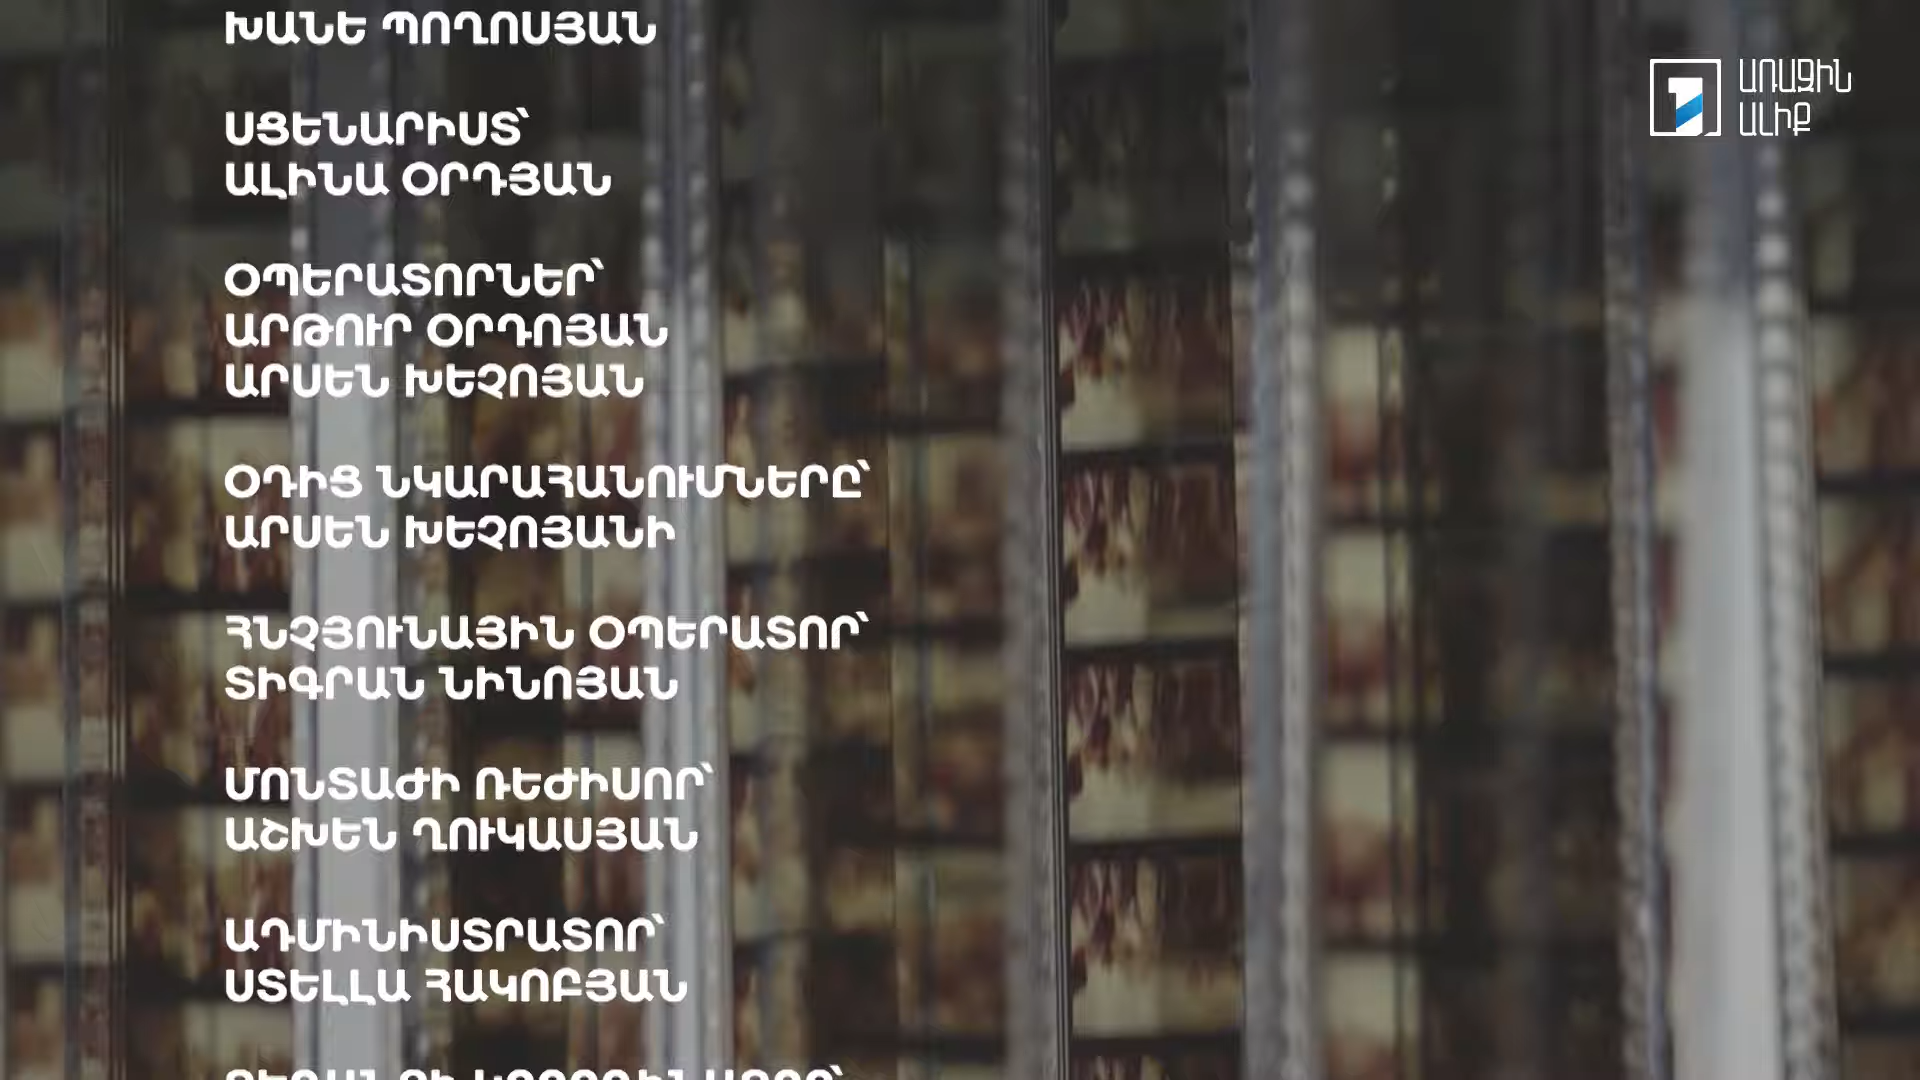 ԽԱՆԵ ՊՈՂՈՍՅԱՆ
ԱՌԱՋԻՆ
ԱԼԻՔ
ՍՑԵՆԱՐԻՍՏ՝
ԱԼԻՆԱ ՕՐԴՅԱՆ
ՕՊԵՐԱՏՈՐՆԵՐ՝
ԱՐԹՈՒՐ ՕՐԴՈՅԱՆ
ԱՐՍԵՆ ԽԵՉՈՅԱՆ
ՕԴԻՑ ՆԿԱՐԱՀԱՆՈՒՄՆԵՐԸ՝
ԱՐՍԵՆ ԽԵՉՈՅԱՆԻ
ՀՆՉՅՈՒՆԱՅԻՆ ՕՊԵՐԱՏՈՐ՝
ՏԻԳՐԱՆ ՆԻՆՈՅԱՆ
ՄՈՆՏԱԺԻ ՌԵԺԻՍՈՐ՝
ԱՇԽԵՆ ՂՈՒԿԱՍՅԱՆ
ԱԴՄԻՆԻՍՏՐԱՏՈՐ՝
ՍՏԵԼԼԱ ՀԱԿՈԲՅԱՆ